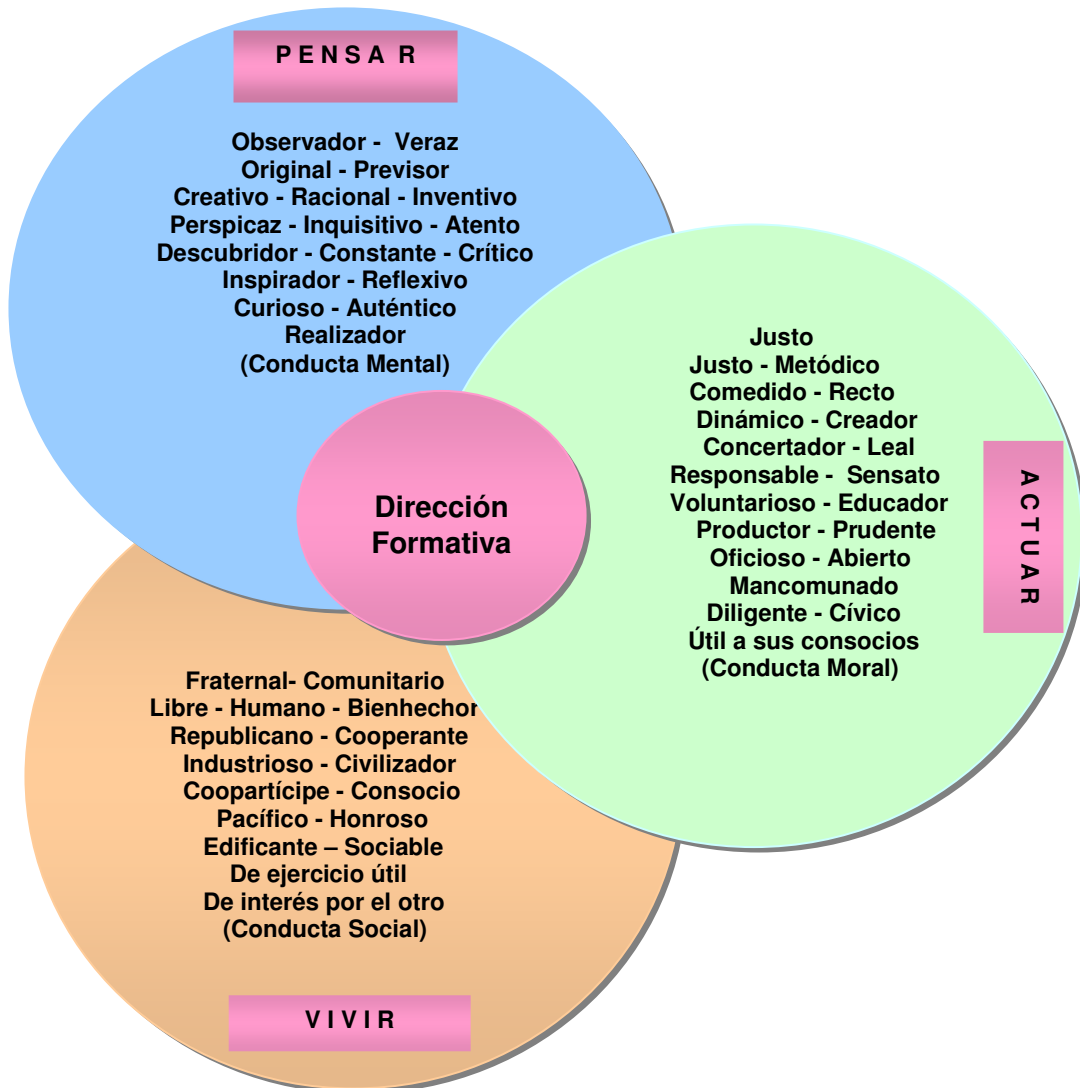 P E N S A R
Observador - Veraz
Original - Previsor
Creativo - Racional - Inventivo
Perspicaz - Inquisitivo - Atento
Descubridor - Constante - Crítico
Inspirador - Reflexivo
Curioso - Auténtico
Realizador
(Conducta Mental)
Justo
Justo - Metódico
Comedido - Recto
Dinámico - Creador
Concertador - Leal
Responsable - Sensato
Voluntarioso - Educador
Productor - Prudente
Oficioso - Abierto
Mancomunado
Diligente - Cívico
Útil a sus consocios
(Conducta Moral)
A C T U A R
Dirección
Formativa
Fraternal- Comunitario
Libre - Humano - Bienhechor
Republicano - Cooperante
Industrioso - Civilizador
Coopartícipe - Consocio
Pacífico - Honroso
Edificante – Sociable
De ejercicio útil
De interés por el otro
(Conducta Social)
V I V I R